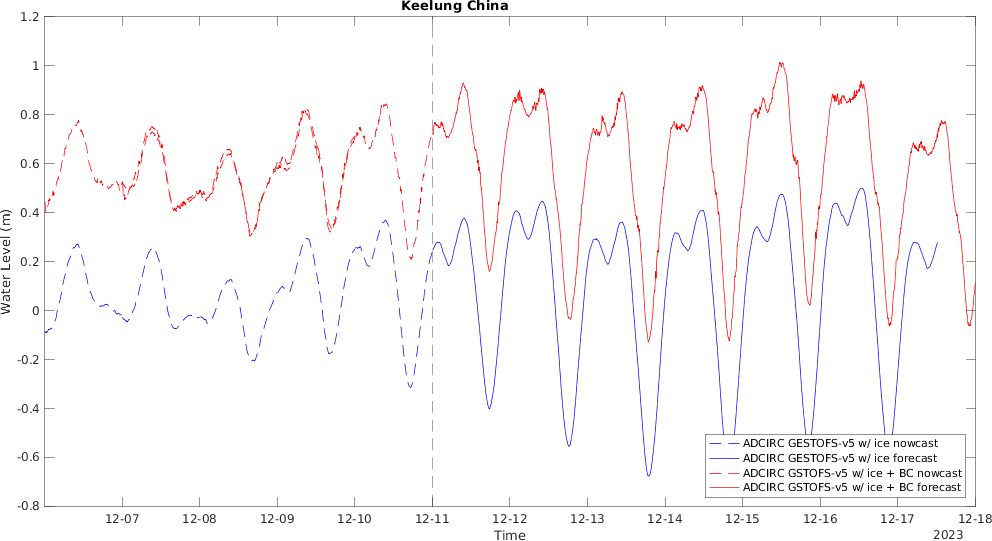 Keelung China
1.2
1
0.8
0.6
0.4
0.2
0
-0.2
-0.4
-0.6
-0.8
Water Level (m)
ADCIRC GESTOFS-v5 w/ ice nowcast
ADCIRC GESTOFS-v5 w/ ice forecast
ADCIRC GSTOFS-v5 w/ ice + BC nowcast
ADCIRC GSTOFS-v5 w/ ice + BC forecast
12-07 12-08 12-09 12-10 12-11 12-12 12-13 12-14 12-15 12-16 12-17 12-18
Time
2023